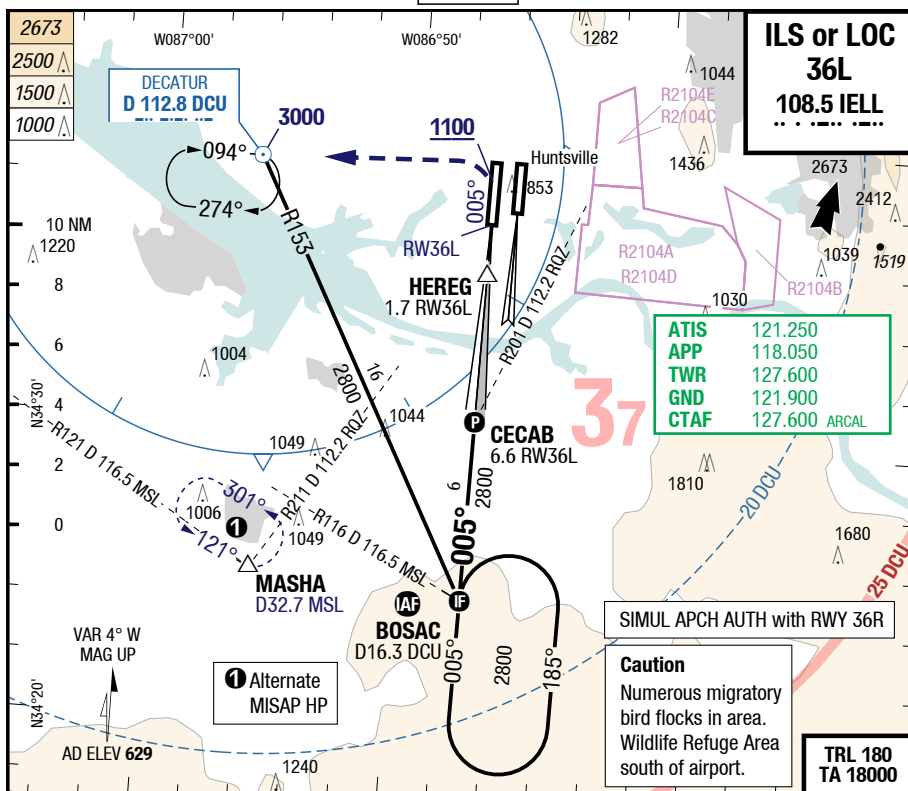 2673
2500
1500
1000
W087°00'
W086°50'
1282
ILS or LOC
36L
108.5 IELL
DECATUR
D 112.8 DCU
3000
1100
1044
R2104E
R2104C
094°
274°
005°
Huntsville
853
1436
2673
2412
10 NM
1220
R153
RW36L
R2104A
R2104D
R2104B
1039
1519
8
HEREG
1.7 RW36L
R201 D 112.2 RQZ
1030
ATIS 121.250
APP 118.050
TWR 127.600
GND 121.900
CTAF 127.600 ARCAL
6
1004
16
2800
N34°30'
4
1044
37
CECAB
6.6 RW36L
P
R121 D 116.5 MSL
1049
R211 D 112.2 RQZ
2
6
2800
1810
20 DCU
301°
1006
1
121°
1049
R116 D 116.5 MSL
0
005°
1680
MASHA
D32.7 MSL
IAF
IF
BOSAC
D16.3 DCU
25 DCU
SIMUL APCH AUTH with RWY 36R
VAR 4° W
MAG UP
005°
2800
185°
1 Alternate
MISAP HP
Caution
Numerous migratory
bird flocks in area.
Wildlife Refuge Area
south of airport.
N34°20'
AD ELEV 629
1240
TRL 180
TA 18000